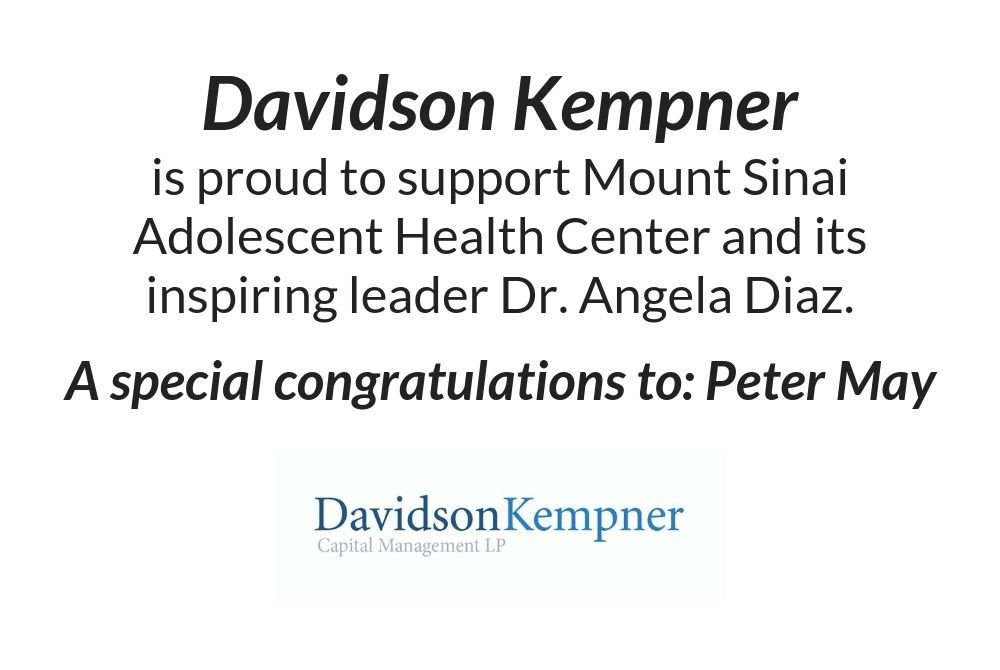 Davidson Kempner
is proud to support Mount Sinai
Adolescent Health Center and its
inspiring leader Dr. Angela Diaz.
A special congratulations to: Peter May
DavidsonKempner
Capital Management LP